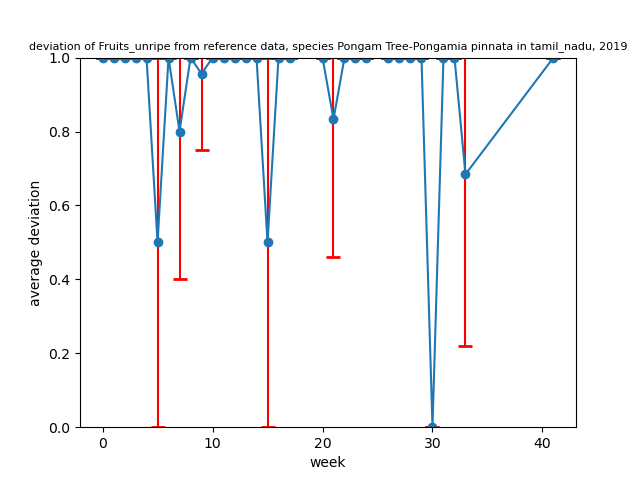 deviation of Fruits_unripe from reference data, species Pongam Tree-Pongamia pinnata in tamil_nadu, 2019
1.0
0.8
0.6
0.4
0.2
0.0
average deviation
0 10 20 30 40
week